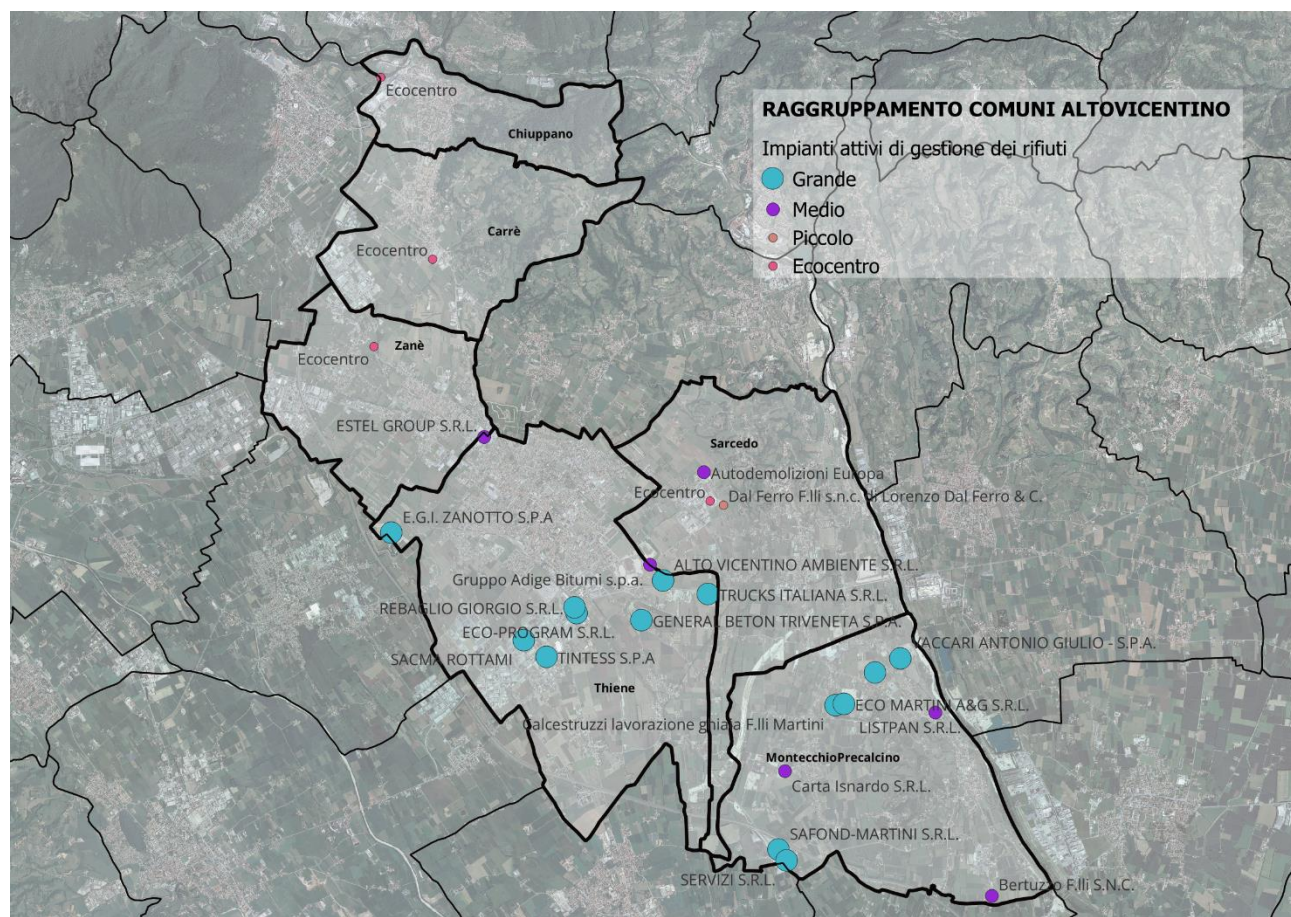 RAGGRUPPAMENTO COMUNI ALTOVICENTINO
Impianti attivi di gestione dei rifiuti
Grande
Medio
Piccolo
Ecocentro
Ecocentro
Chiuppano
Carrè
Ecocentro
Zanè
Ecocentro
ESTEL GROUP S.R.L.
Sarcedo
Autodemolizioni Europa
Ecocentro
Dal Ferro F.lli s.n.c. di Lorenzo Dal Ferro & C.
E.G.I. ZANOTTO S.P.A
ALTO VICENTINO AMBIENTE S.R.L.
Gruppo Adige Bitumi s.p.a.
TRUCKS ITALIANA S.R.L.
REBAGLIO GIORGIO S.R.L.
GENERAL BETON TRIVENETA S.P.A.
ECO-PROGRAM S.R.L.
VACCARI ANTONIO GIULIO - S.P.A.
SACMA ROTTAMI
TINTESS S.P.A
Thiene
ECO MARTINI A&G S.R.L.
Calcestruzzi lavorazione ghiaia F.lli Martini
LISTPAN S.R.L.
MontecchioPrecalcino
Carta Isnardo S.R.L.
SAFOND-MARTINI S.R.L.
SERVIZI S.R.L.
Bertuzzo F.lli S.N.C.